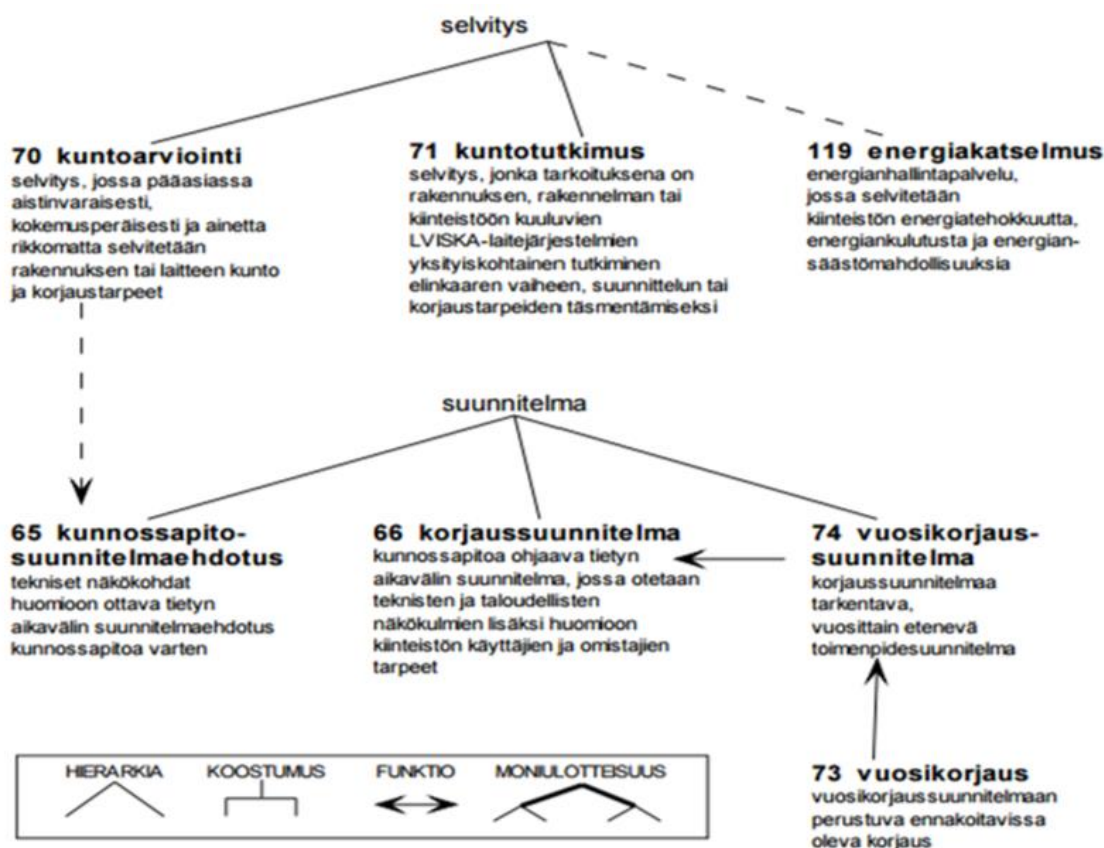 selvitys
70 kuntoarviointi
selvitys, jossa pääasiassa
aistinvaraisesti,
kokemusperäisesti ja ainetta
rikkomatta selvitetään
rakennuksen tai laitteen kunto
ja korjaustarpeet
71 kuntotutkimus
selvitys, jonka tarkoituksena on
rakennuksen, rakennelman tai
kiinteistöön kuuluvien
LVISKA-laitejärjestelmien
yksityiskohtainen tutkiminen
elinkaaren vaiheen, suunnittelun tai
korjaustarpeiden täsmentämiseksi
119 energiakatselmus
energianhallintapalvelu,
jossa selvitetään
kiinteistön energiatehokkuutta,
energiankulutusta ja energian-
säästömahdollisuuksia
suunnitelma
65 kunnossapito-
suunnitelmaehdotus
tekniset näkökohdat
huomioon ottava tietyn
aikavälin suunnitelmaehdotus
kunnossapitoa varten
66 korjaussuunnitelma
kunnossapitoa ohjaava tietyn
aikavälin suunnitelma, jossa otetaan
teknisten ja taloudellisten
näkökulmien lisäksi huomioon
kiinteistön käyttäjien ja omistajien
tarpeet
74 vuosikorjaus-
suunnitelma
korjaussuunnitelmaa
tarkentava,
vuosittain etenevä
toimenpidesuunnitelma
73 vuosikorjaus
vuosikorjaussuunnitelmaan
perustuva ennakoitavissa
oleva korjaus
HIERARKIA KOOSTUMUS FUNKTIO MONIULOTTEISUUS